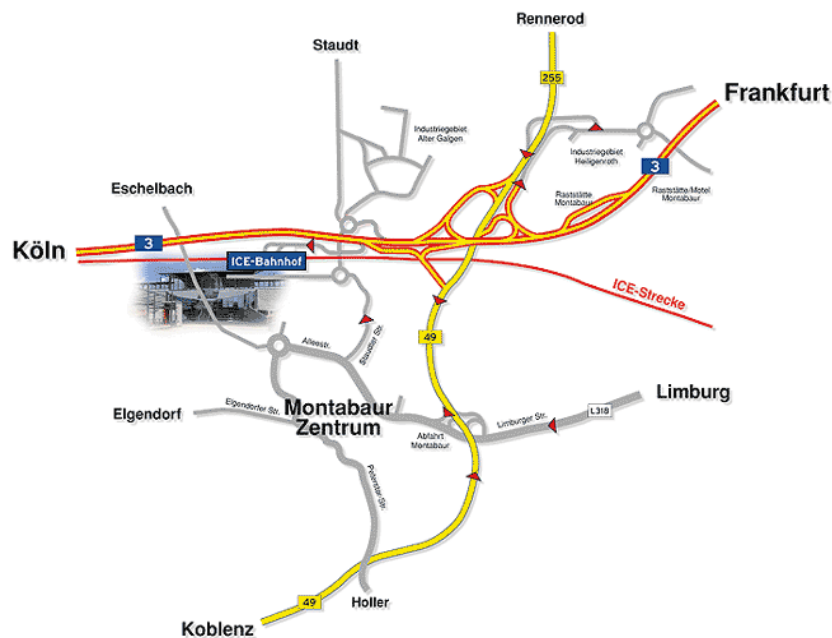 Rennerod
Staudt
255
Frankfurt
Industriegebiet
Alter Galgen
Industriegebiet
Heiligenroth
3
Raststätte/Motel
Montabaur
Raststätte
Montabaur
Eschelbach
Köln
3
ICE-Bahnhof
ICE-Strecke
49
Alleestr.
Staudter Str.
Limburg
L318
Limburger Str.
Elgendorf
Elgendorfer Str.
Montabaur
Zentrum
Abfahrt
Montabaur
Peterstor-Str.
49
Holler
Koblenz